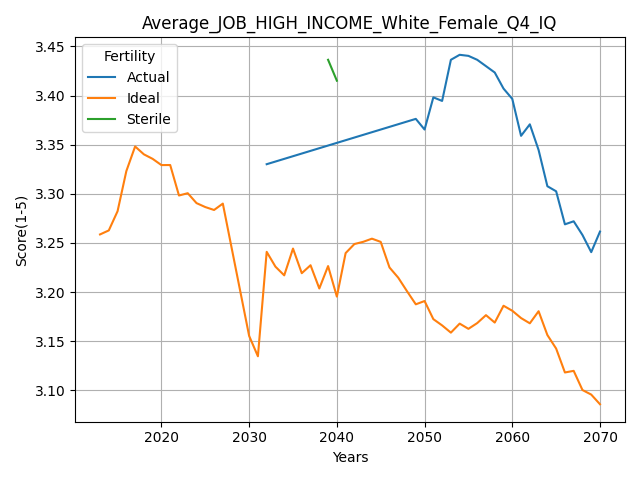 Average_JOB_HIGH_INCOME_White_Female_Q4_IQ
Fertility
Actual
Ideal
Sterile
Score(1-5)
3.45
3.40
3.35
3.30
3.25
3.20
3.15
3.10
2020 2030 2040 2050 2060 2070
Years